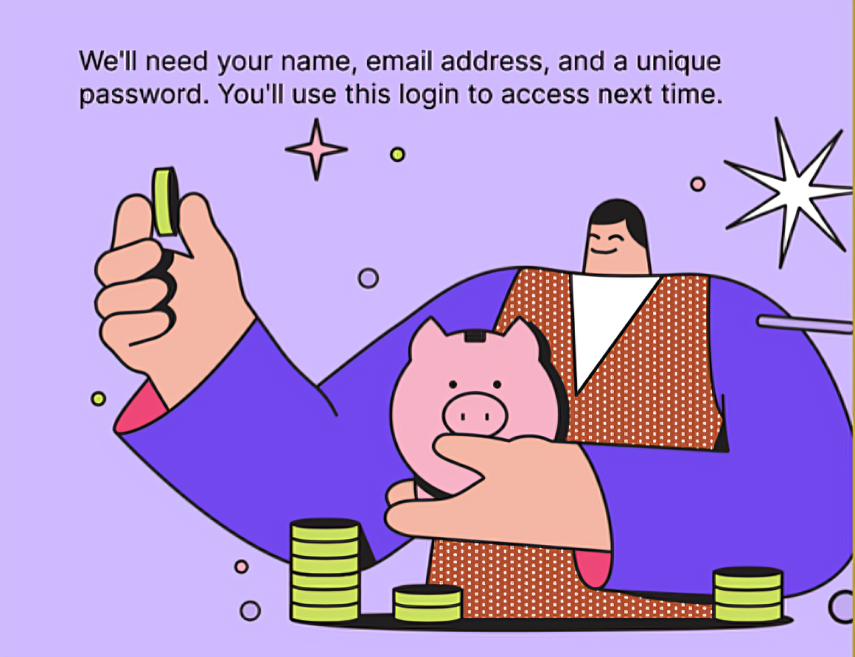 We'll need your name, email address, and a unique
password. You'll use this login to access next time.